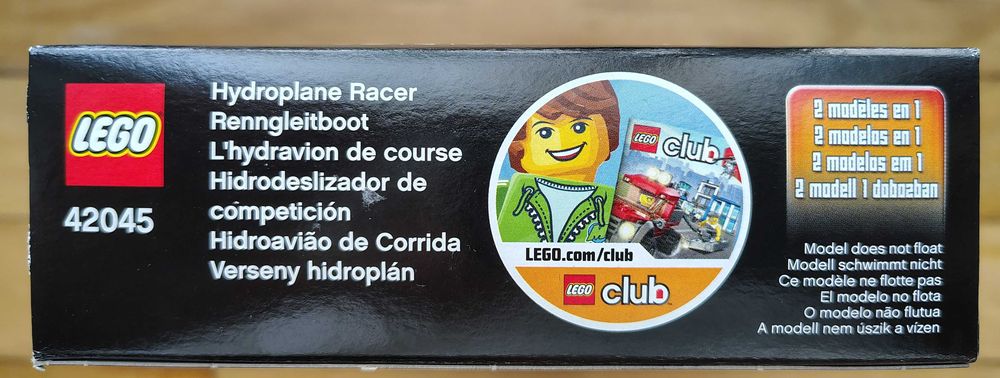 LEGO
42045
Hydroplane Racer
Renngleitboot
L'hydravion de course
Hidrodeslizador de
competición
Hidroavião de Corrida
Verseny hidroplán
LEGO club
LEGO.com/club
LEGO club™
2 modèles en 1
2 modelos en 1
2 modelos em 1
2 modell 1 dobozban
Model does not float
Modell schwimmt nicht
Ce modèle ne flotte pas
El modelo no flota
O modelo não flutua
A modell nem úszik a vízen